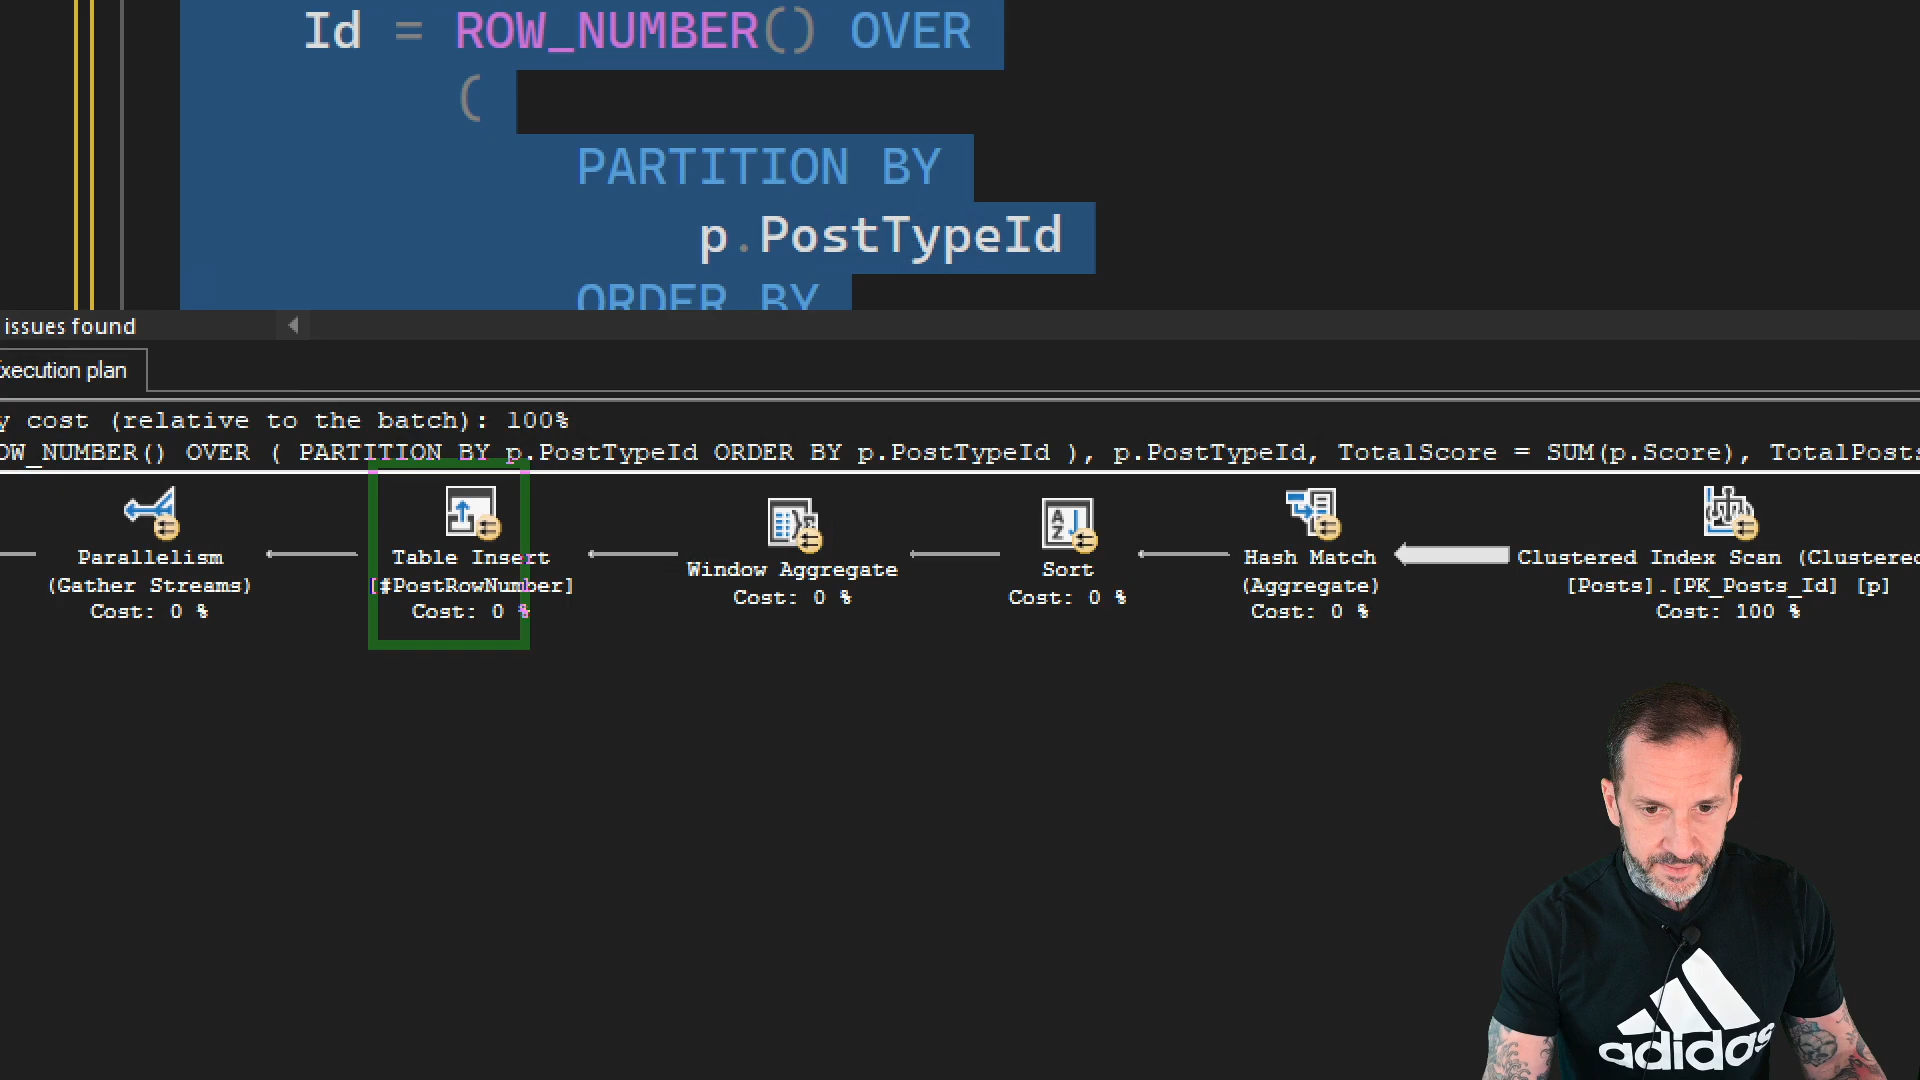 Id = ROW_NUMBER() OVER
(
PARTITION BY
p.PostTypeId
ORDER BY
issues found
xecution plan
y cost (relative to the batch): 100%
OW_NUMBER() OVER ( PARTITION BY p.PostTypeId ORDER BY p.PostTypeId ), p.PostTypeId, TotalScore = SUM(p.Score), TotalPosts
Parallelism
(Gather Streams)
Cost: 0 %
Table Insert
[#PostRowNumber]
Cost: 0 %
Window Aggregate
Cost: 0 %
Sort
Cost: 0 %
Hash Match
(Aggregate)
Cost: 0 %
Clustered Index Scan (Clustered
[Posts].[PK_Posts_Id] [p]
Cost: 100 %
adidas